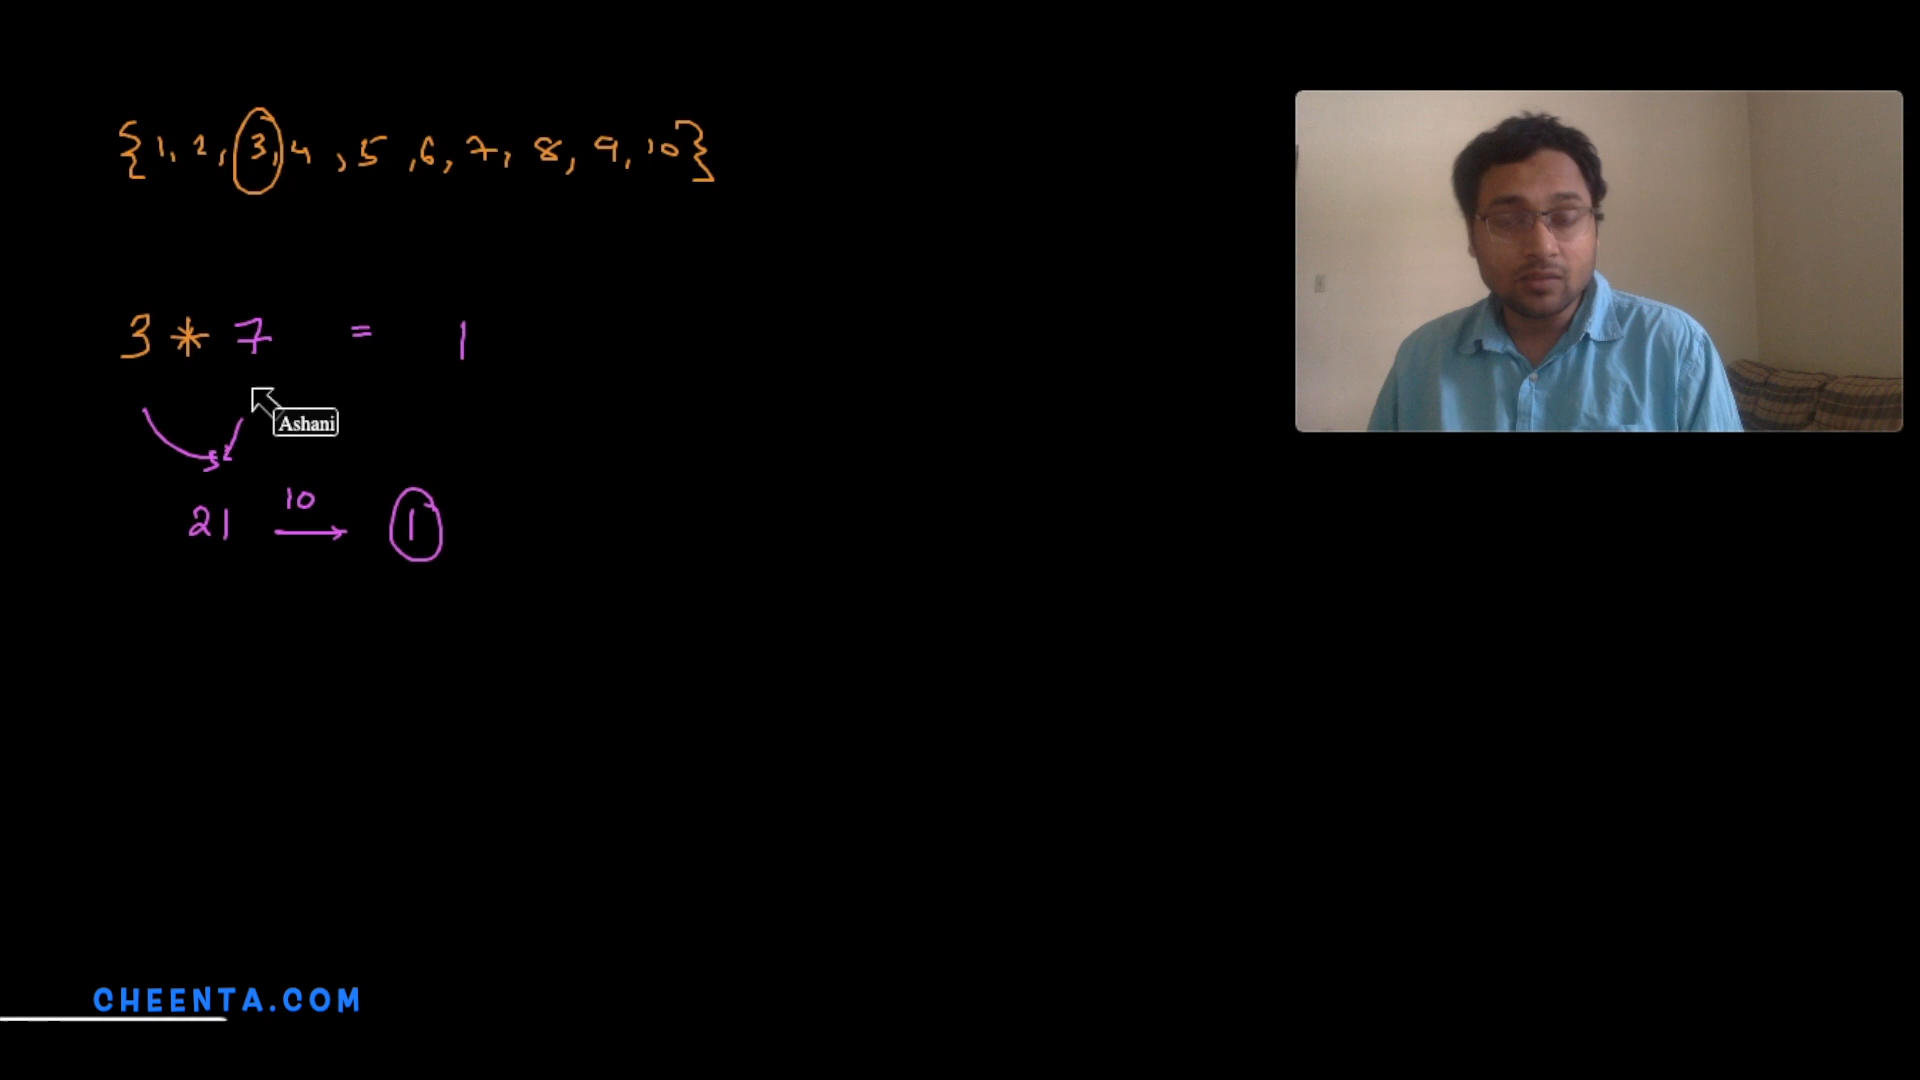 {1, 2, 3, 4, 5, 6, 7, 8, 9, 10}
3 * 7 = 1
Ashani
21 10 → 1
CHEENTA.COM